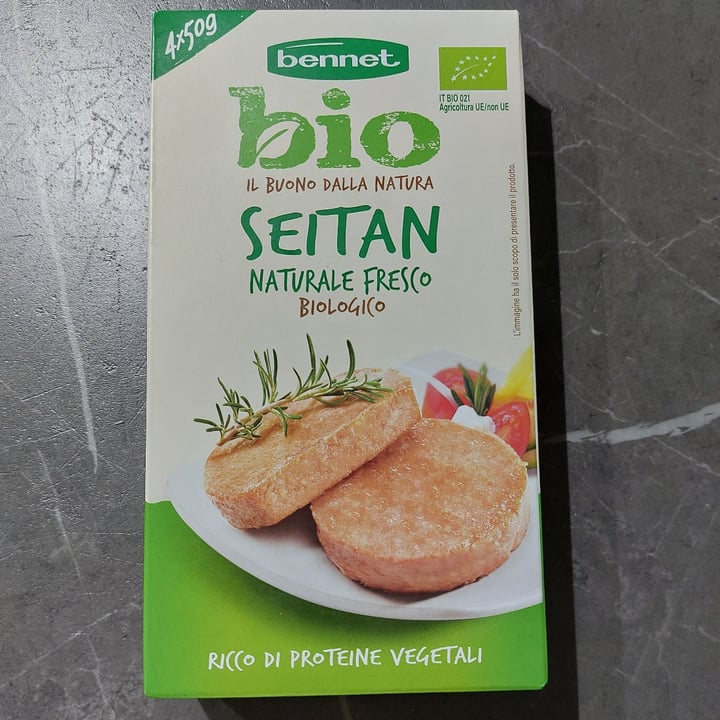 4x50g
bennet
bio
IT BIO 021
Agricoltura UE/non UE
IL BUONO DALLA NATURA
SEITAN
NATURALE FRESCO
BIOLOGICO
L'immagine ha il solo scopo di presentare il prodotto.
RICCO DI PROTEINE VEGETALI